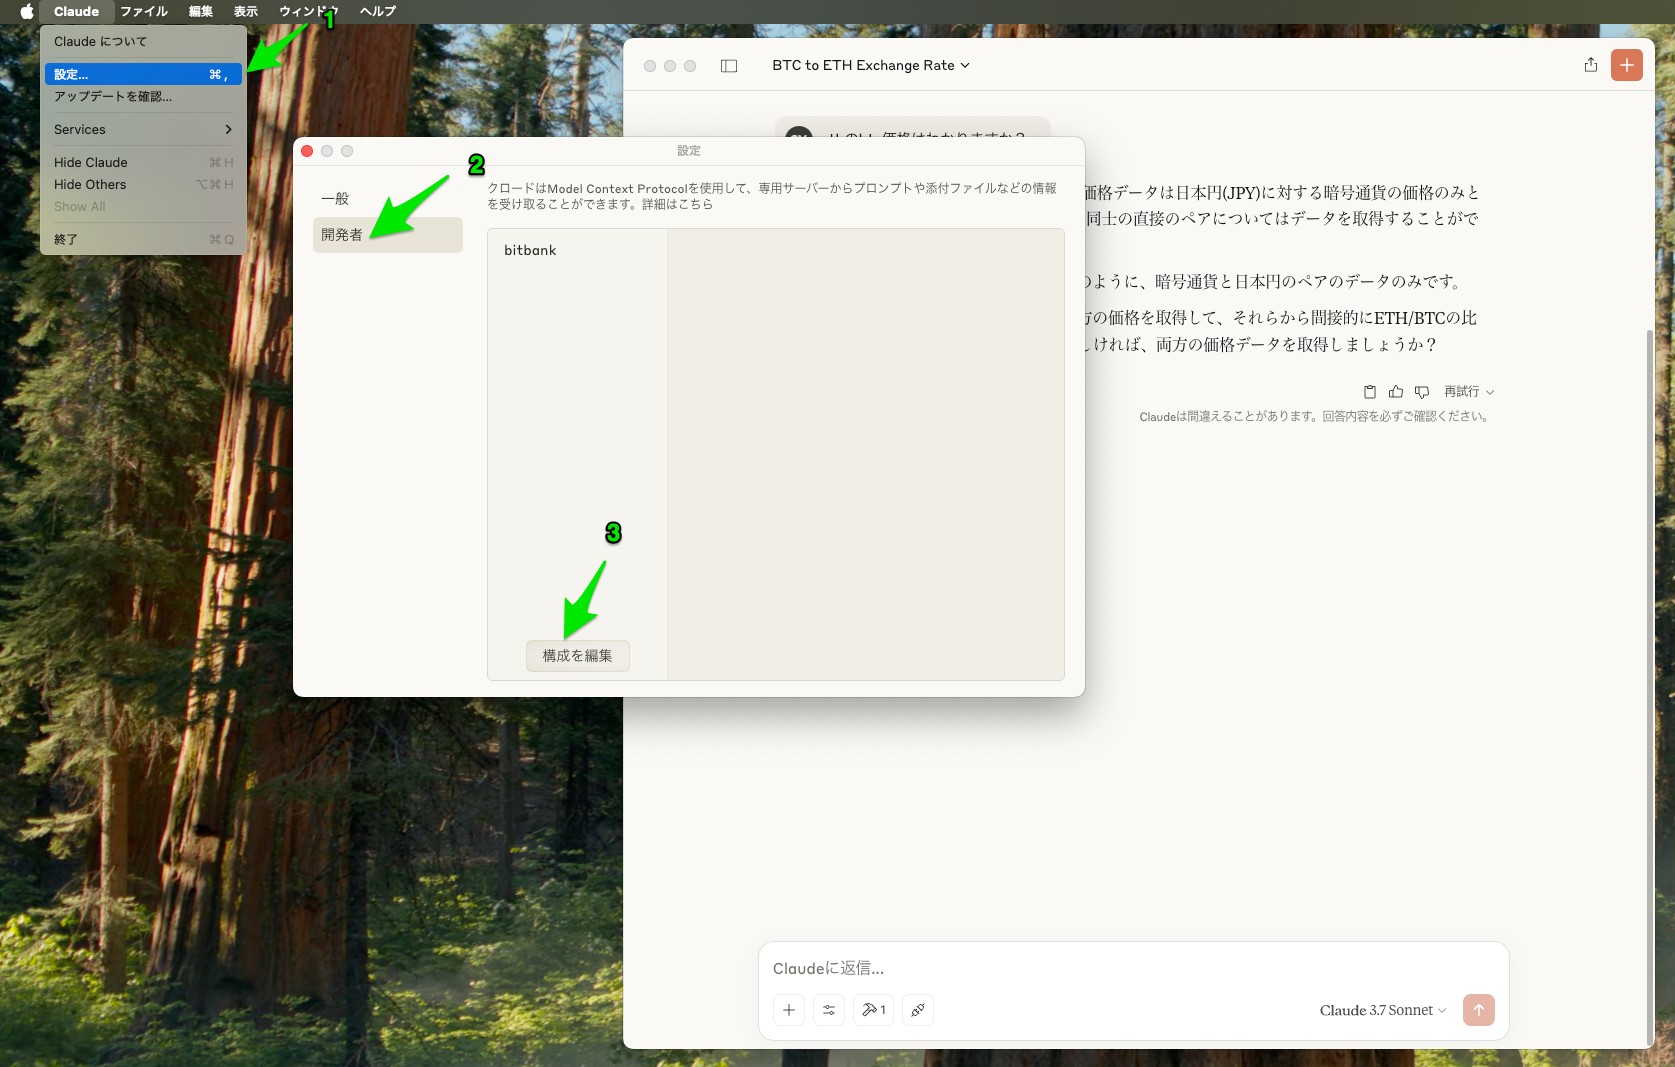 Claude ファイル 編集 表示 ウィンドウ ヘルプ
1
Claude について
設定... ⌘ ,
アップデートを確認...
Services
Hide Claude ⌘ H
Hide Others ⌥⌘ H
Show All
終了 ⌘ Q
BTC to ETH Exchange Rate
設定
2
一般
開発者
クロードはModel Context Protocolを使用して、専用サーバーからプロンプトや添付ファイルなどの情報
を受け取ることができます。詳細はこちら
bitbank
3
構成を編集
価格はわかりますか？
価格データは日本円(JPY)に対する暗号通貨の価格のみと
同士の直接のペアについてはデータを取得することがで
のように、暗号通貨と日本円のペアのデータのみです。
方の価格を取得して、それらから間接的にETH/BTCの比
しければ、両方の価格データを取得しましょうか？
再試行
Claudeは間違えることがあります。回答内容を必ずご確認ください。
Claudeに返信...
1
Claude 3.7 Sonnet